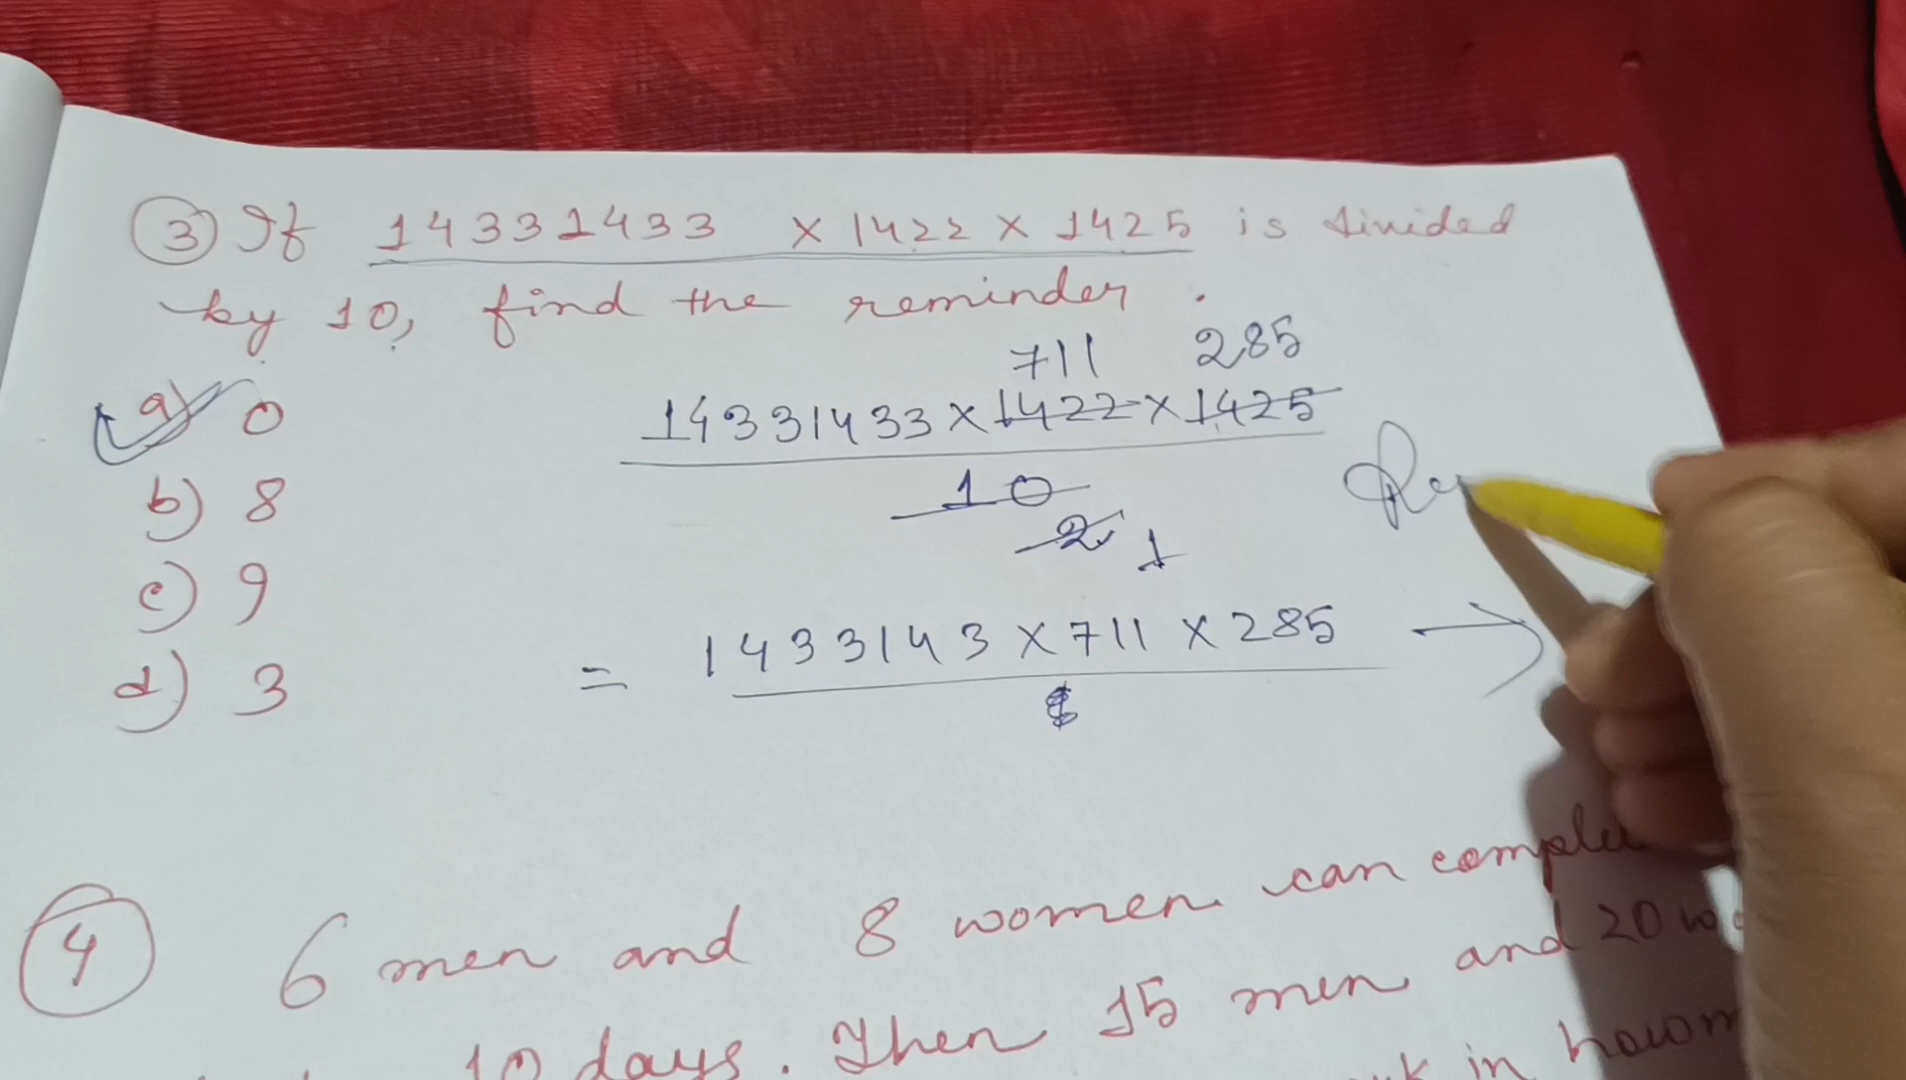 3 If 14331433 × 1422 × 1425 is divided
by 10, find the reminder.
a) 0
b) 8
c) 9
d) 3
711 285
14331433 × 1422 × 1425
10
2 1
Re
= 1433143 × 711 × 285 →
4 6 men and 8 women can
10 days. Then 15 men and 20
in